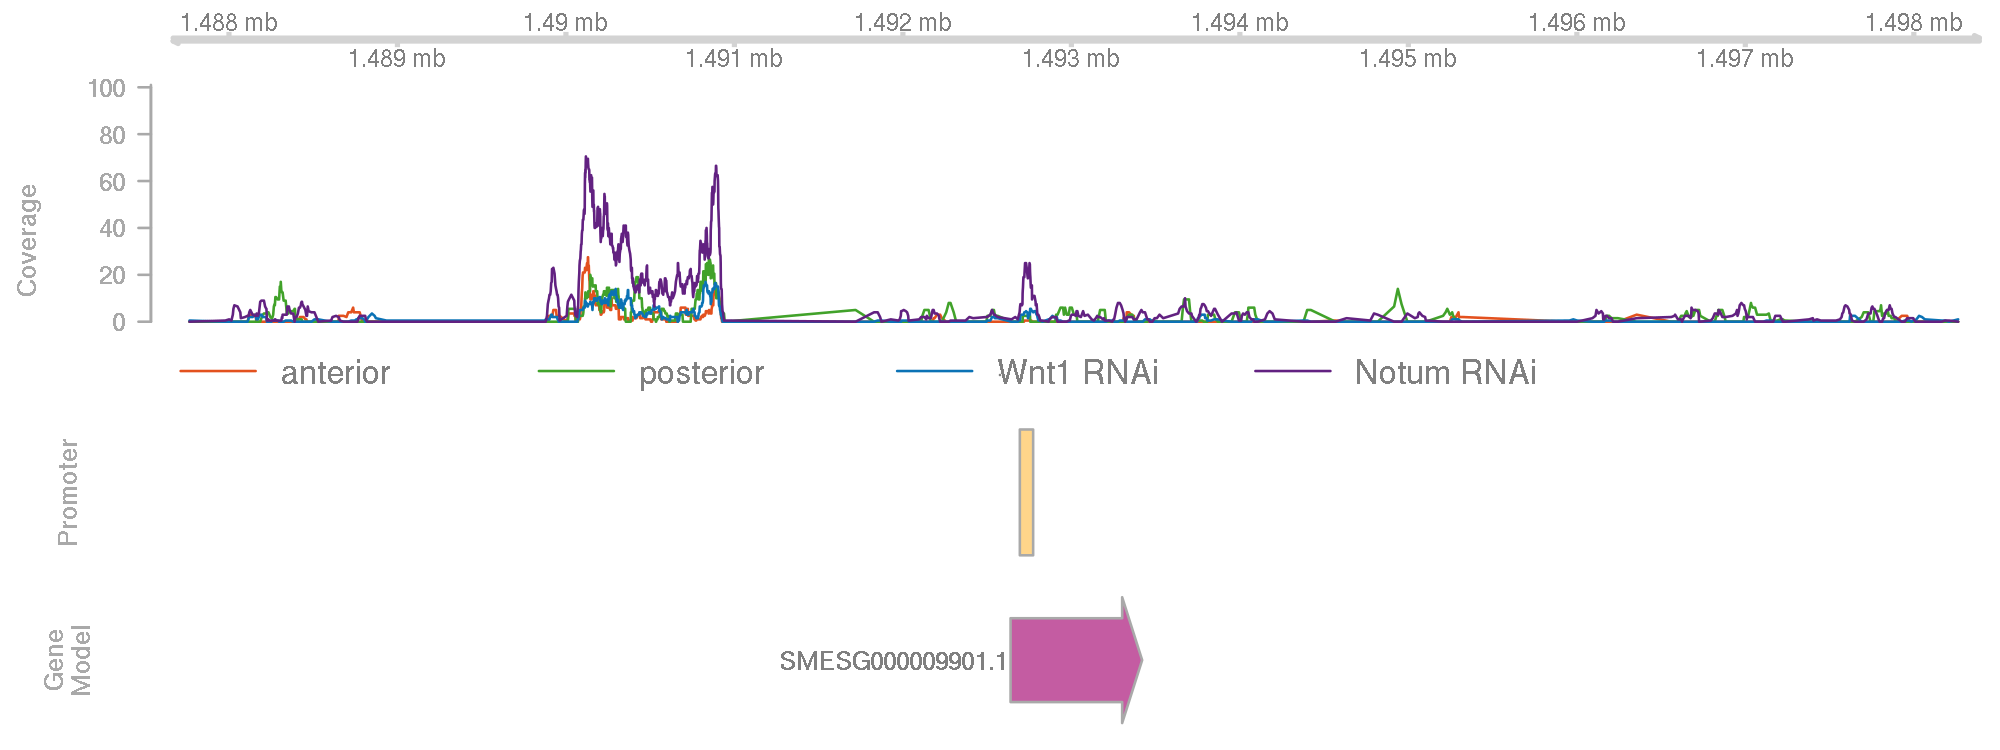 1.488 mb 1.49 mb 1.492 mb 1.494 mb 1.496 mb 1.498 mb
1.489 mb 1.491 mb 1.493 mb 1.495 mb 1.497 mb
100
80
60
40
20
0
Coverage
anterior posterior Wnt1 RNAi Notum RNAi
Promoter
Gene
Model
SMESG000009901.1